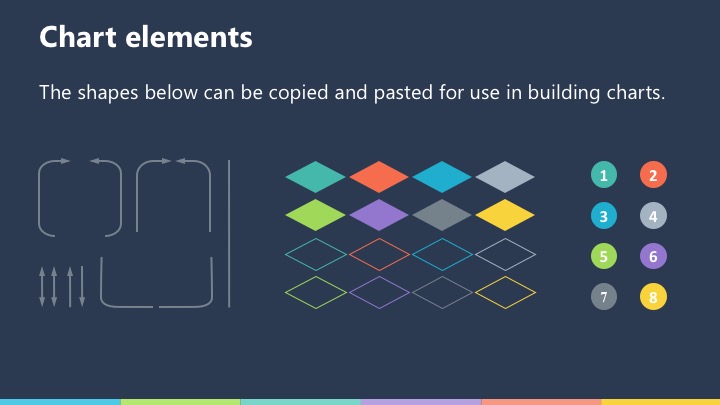 Chart elements
The shapes below can be copied and pasted for use in building charts.
1 2
3 4
5 6
7 8